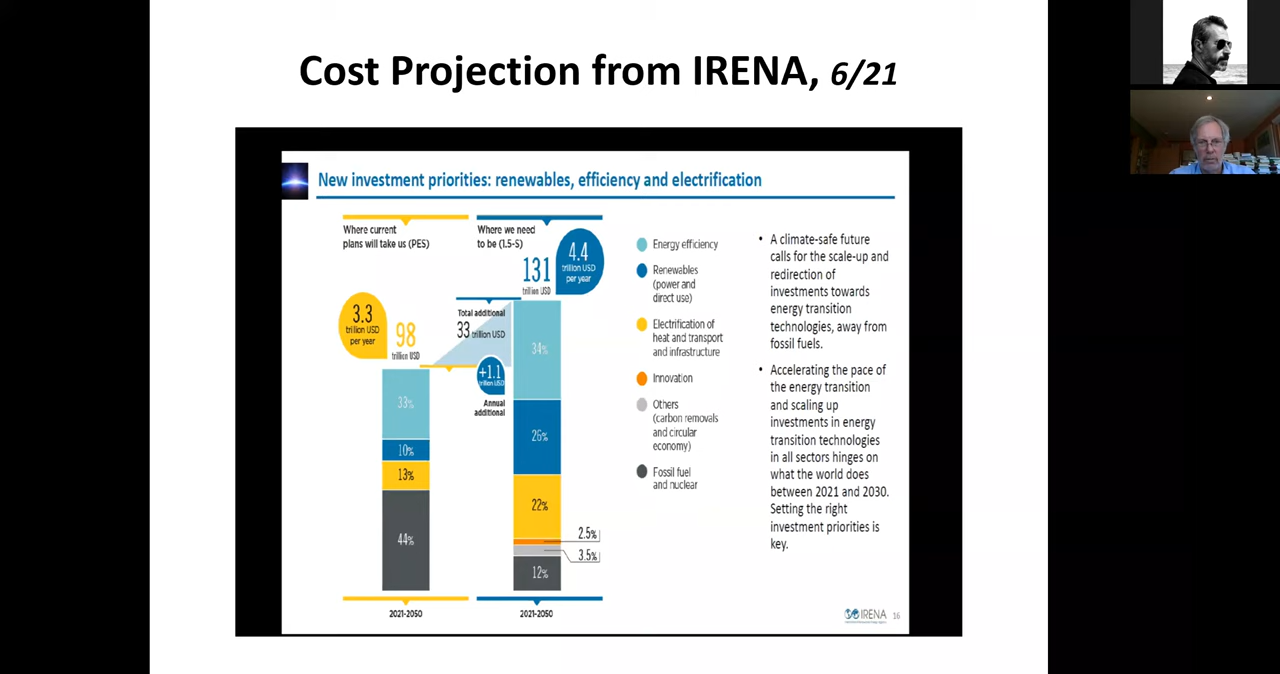 Cost Projection from IRENA, 6/21
New investment priorities: renewables, efficiency and electrification
Where current
plans will take us (PES)
3.3
trillion USD
per year
98
trillion USD
33%
10%
13%
44%
2021-2050
Where we need
to be (1.5-S)
131
trillion USD
4.4
trillion USD
per year
Total additional
33 trillion USD
+1.1
trillion USD
Annual
additional
34%
26%
22%
2.5%
3.5%
12%
2021-2050
Energy efficiency
Renewables
(power and
direct use)
Electrification of
heat and transport
and infrastructure
Innovation
Others
(carbon removals
and circular
economy)
Fossil fuel
and nuclear
• A climate-safe future
calls for the scale-up and
redirection of
investments towards
energy transition
technologies, away from
fossil fuels.
• Accelerating the pace of
the energy transition
and scaling up
investments in energy
transition technologies
in all sectors hinges on
what the world does
between 2021 and 2030.
Setting the right
investment priorities is
key.
IRENA
16